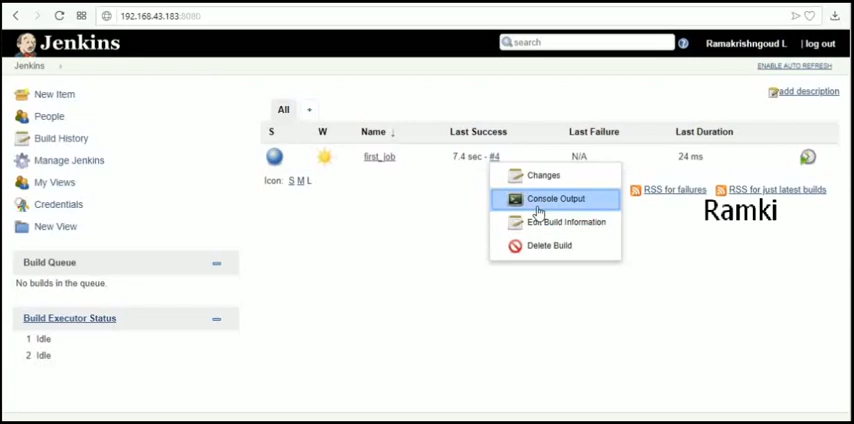 192.168.43.183:8080
Jenkins
search
Ramakrishngoud L
| log out
Jenkins
ENABLE AUTO REFRESH
New Item
People
Build History
Manage Jenkins
My Views
Credentials
New View
add description
All +
S W Name ↓ Last Success Last Failure Last Duration
first_job 7.4 sec - #4 N/A 24 ms
Icon: S M L
Changes
Console Output
Edit Build Information
Delete Build
RSS for failures
RSS for just latest builds
Ramki
Build Queue
No builds in the queue.
Build Executor Status
1 Idle
2 Idle